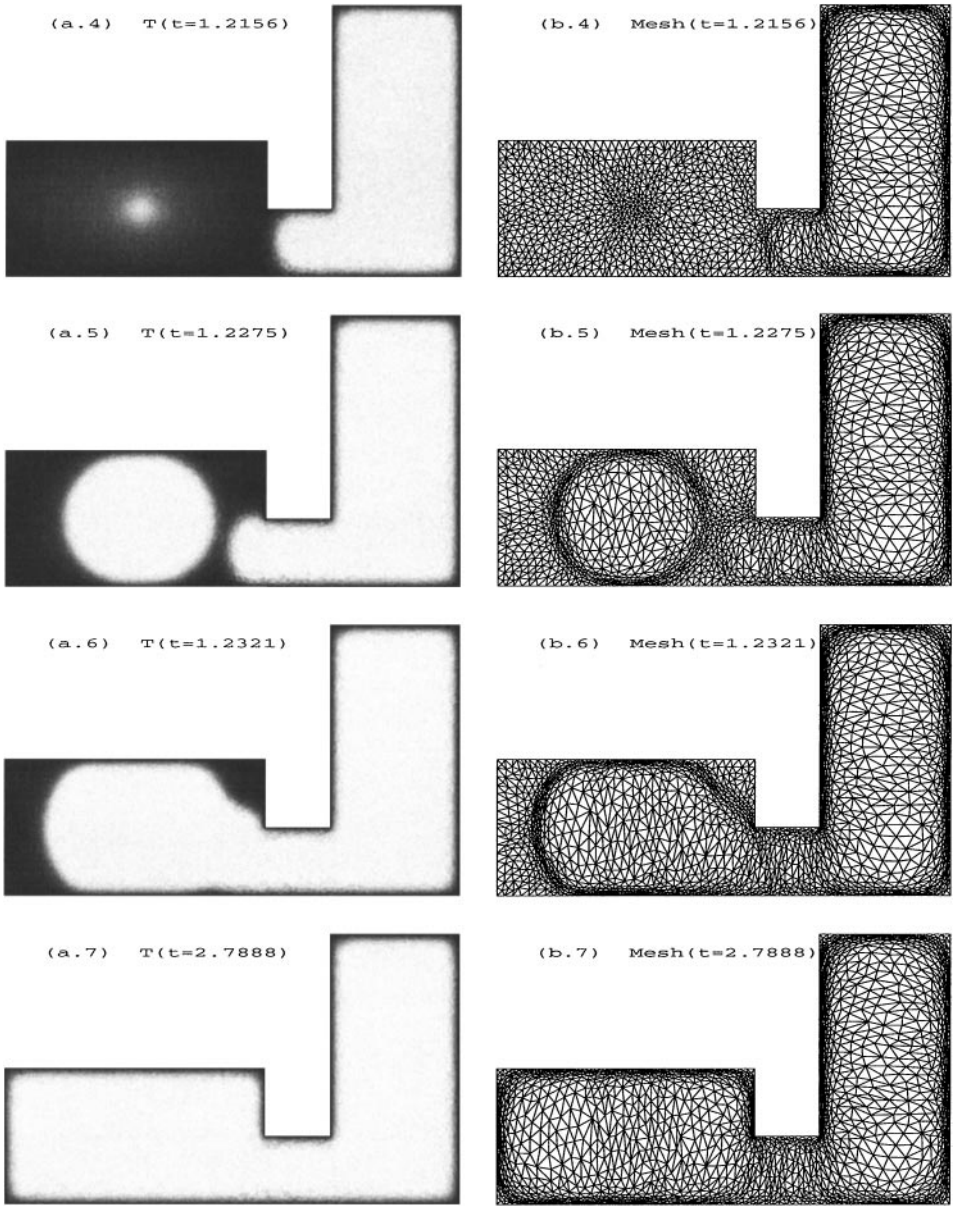 (a.4) T(t=1.2156)
(b.4) Mesh(t=1.2156)
(a.5) T(t=1.2275)
(b.5) Mesh(t=1.2275)
(a.6) T(t=1.2321)
(b.6) Mesh(t=1.2321)
(a.7) T(t=2.7888)
(b.7) Mesh(t=2.7888)